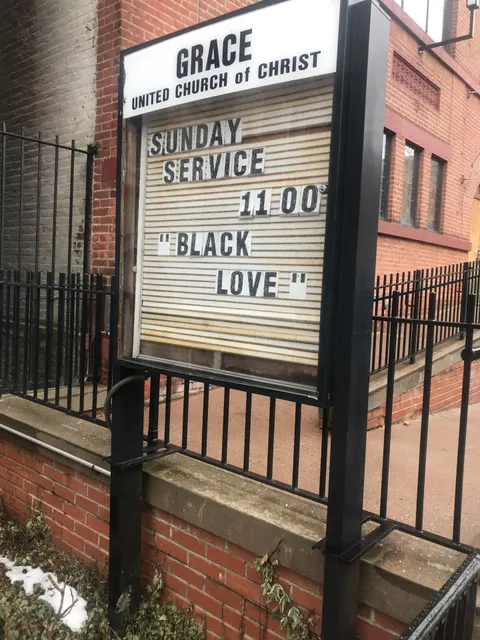 GRACE
UNITED CHURCH of CHRIST
SUNDAY
SERVICE
11 00
"BLACK
LOVE"